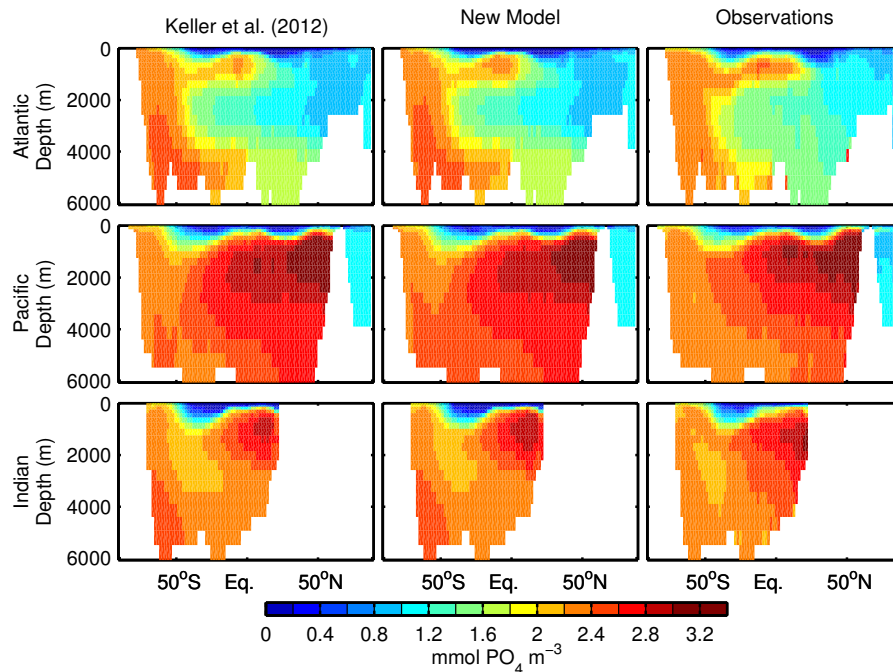 Keller et al. (2012) New Model Observations
0
2000
4000
6000
Atlantic
Depth (m)
0
2000
4000
6000
Pacific
Depth (m)
0
2000
4000
6000
Indian
Depth (m)
50°S Eq. 50°N 50°S Eq. 50°N 50°S Eq. 50°N
0 0.4 0.8 1.2 1.6 2 2.4 2.8 3.2
mmol PO₄ m⁻³